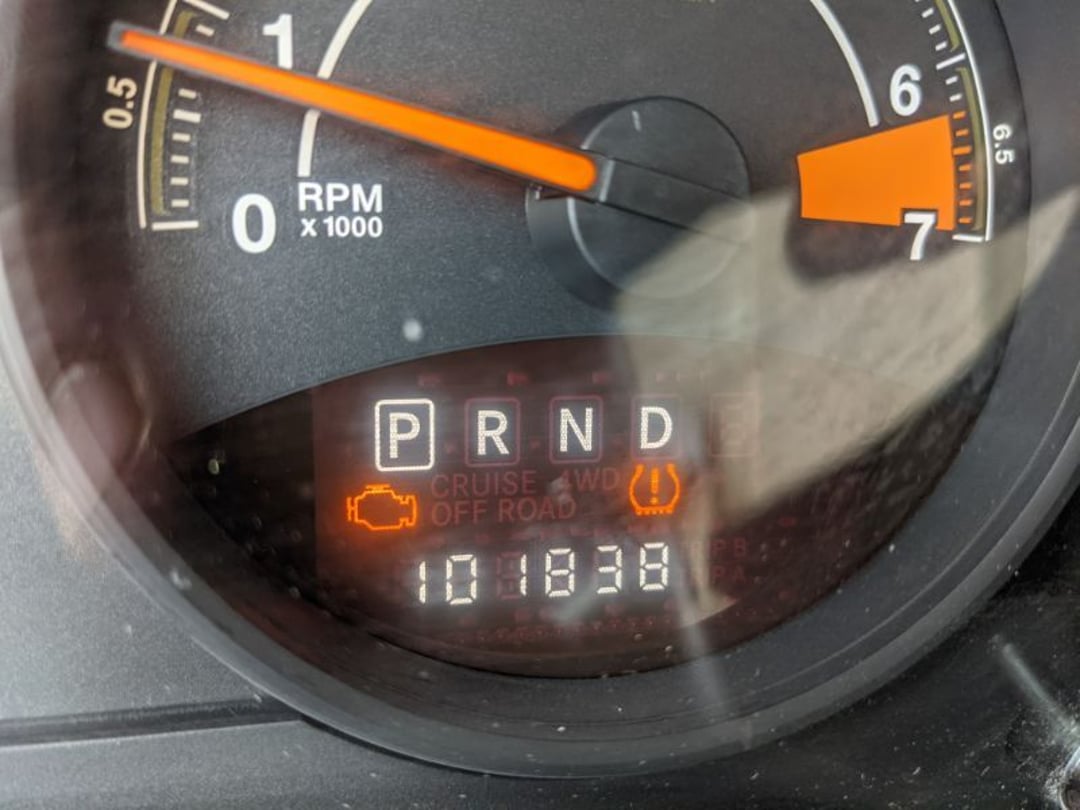 1
6
0.5
6.5
0
RPM
x 1000
7
P R N D
CRUISE 4WD
OFF ROAD
101838